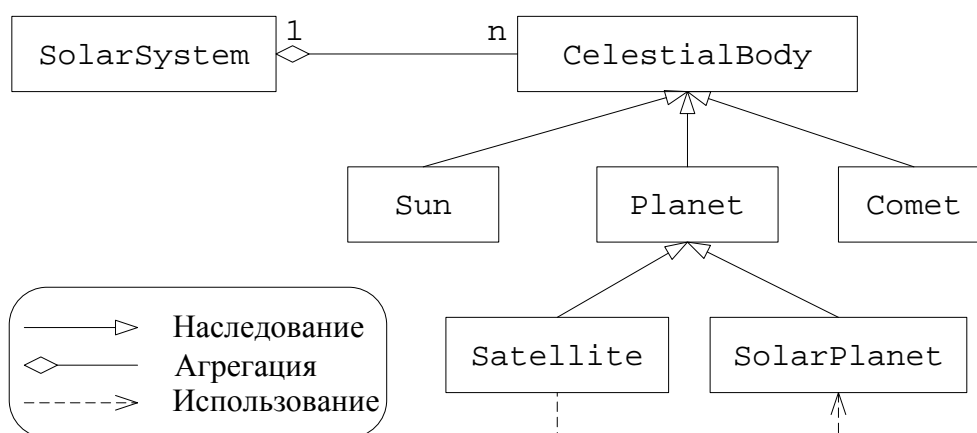 1
n
SolarSystem
CelestialBody
Sun
Planet
Comet
Satellite
SolarPlanet
Наследование
Агрегация
Использование